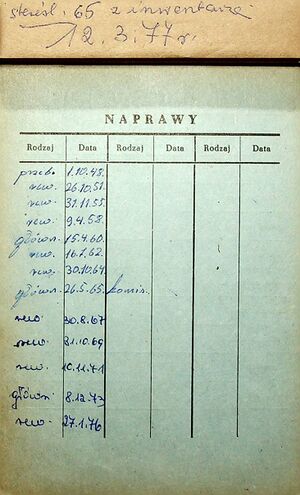 skreśl. 65 z inwentarza
12.3.77r.
NAPRAWY
Rodzaj Data Rodzaj Data Rodzaj Data
przeb. 1.10.48.
rew. 26.10.51.
rew. 31.11.55.
rew. 9.4.58.
główn. 15.4.60.
rew. 16.7.62.
rew. 30.10.64.
główn. 26.5.65. komis.
rew. 30.8.67
rew. 31.10.69
rew. 10.11.71
główn. 8.12.73
rew. 27.1.76